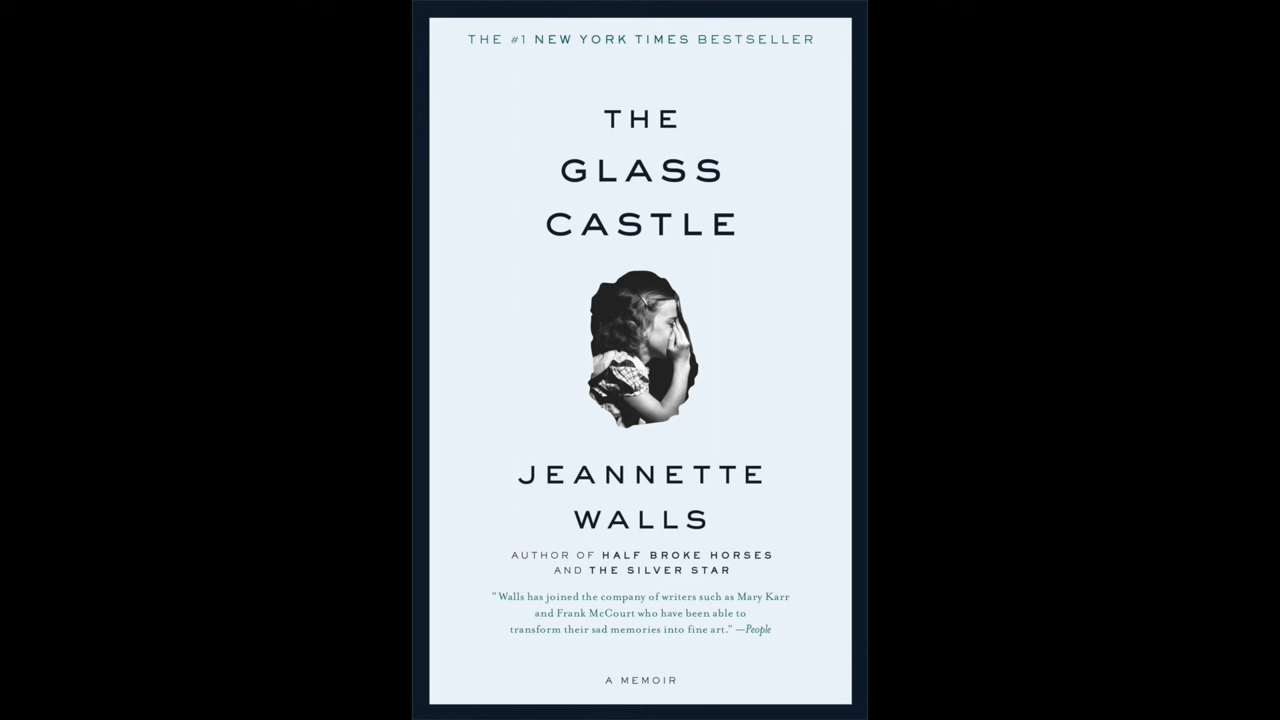 THE #1 NEW YORK TIMES BESTSELLER
THE
GLASS
CASTLE
JEANNETTE
WALLS
AUTHOR OF HALF BROKE HORSES
AND THE SILVER STAR
"Walls has joined the company of writers such as Mary Karr
and Frank McCourt who have been able to
transform their sad memories into fine art." —People
A MEMOIR